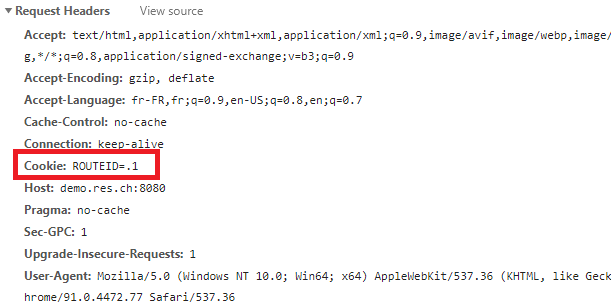 ▼ Request Headers View source
Accept: text/html,application/xhtml+xml,application/xml;q=0.9,image/avif,image/webp,image/
g,*/*;q=0.8,application/signed-exchange;v=b3;q=0.9
Accept-Encoding: gzip, deflate
Accept-Language: fr-FR,fr;q=0.9,en-US;q=0.8,en;q=0.7
Cache-Control: no-cache
Connection: keep-alive
Cookie: ROUTEID=.1
Host: demo.res.ch:8080
Pragma: no-cache
Sec-GPC: 1
Upgrade-Insecure-Requests: 1
User-Agent: Mozilla/5.0 (Windows NT 10.0; Win64; x64) AppleWebKit/537.36 (KHTML, like Geck
hrome/91.0.4472.77 Safari/537.36